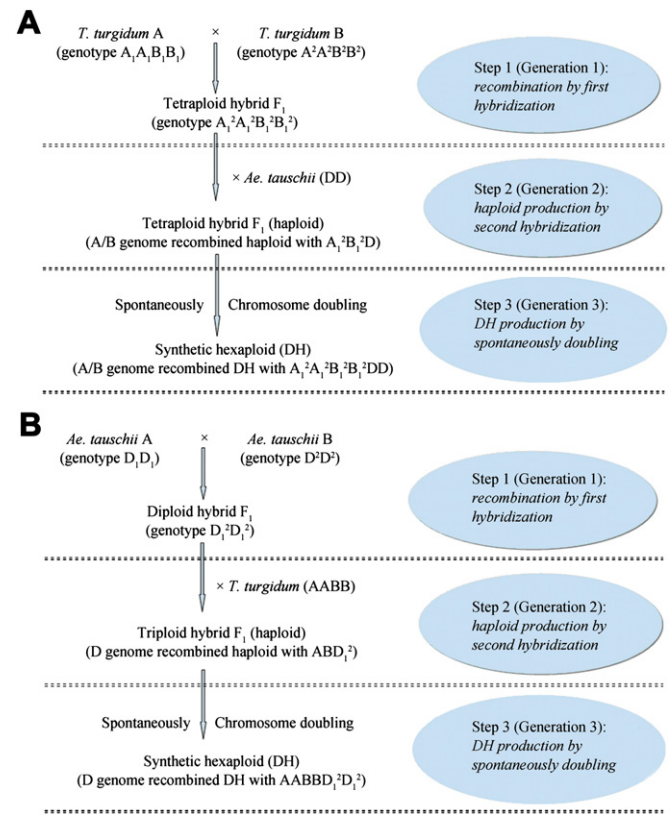 A
T. turgidum A × T. turgidum B
(genotype A₁A₁B₁B₁) (genotype A²A²B²B²)
Step 1 (Generation 1):
recombination by first
hybridization
Tetraploid hybrid F₁
(genotype A₁²A₁²B₁²B₁²)
× Ae. tauschii (DD)
Step 2 (Generation 2):
haploid production by
second hybridization
Tetraploid hybrid F₁ (haploid)
(A/B genome recombined haploid with A₁²B₁²D)
Spontaneously Chromosome doubling
Step 3 (Generation 3):
DH production by
spontaneously doubling
Synthetic hexaploid (DH)
(A/B genome recombined DH with A₁²A₁²B₁²B₁²DD)
B
Ae. tauschii A × Ae. tauschii B
(genotype D₁D₁) (genotype D²D²)
Step 1 (Generation 1):
recombination by first
hybridization
Diploid hybrid F₁
(genotype D₁²D₁²)
× T. turgidum (AABB)
Step 2 (Generation 2):
haploid production by
second hybridization
Triploid hybrid F₁ (haploid)
(D genome recombined haploid with ABD₁²)
Spontaneously Chromosome doubling
Step 3 (Generation 3):
DH production by
spontaneously doubling
Synthetic hexaploid (DH)
(D genome recombined DH with AABBD₁²D₁²)